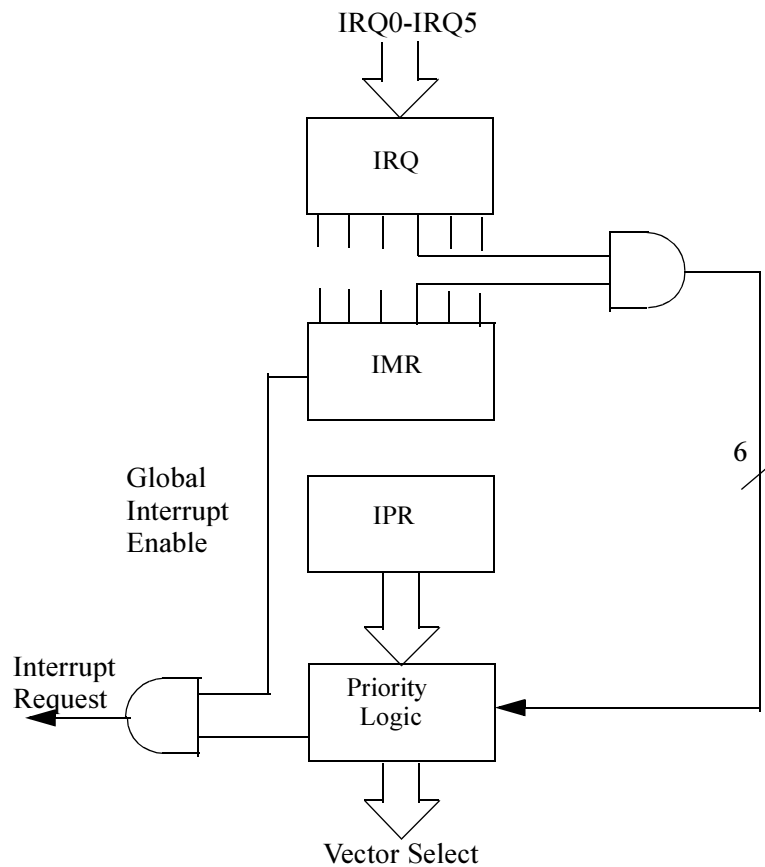 IRQ0-IRQ5
IRQ
IMR
Global
Interrupt
Enable
6
IPR
Interrupt
Request
Priority
Logic
Vector Select